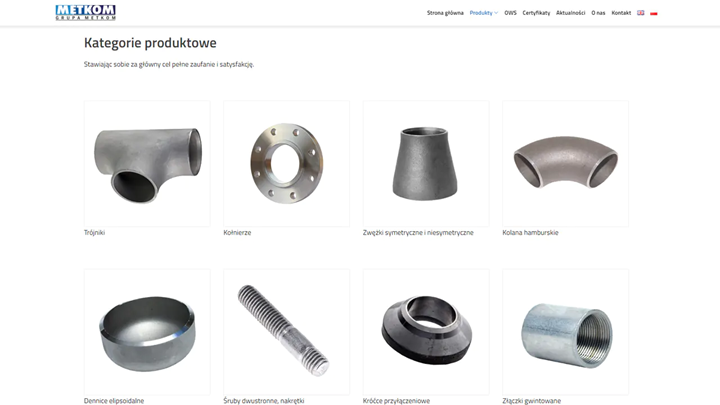 METKOM
GRUPA METKOM
Strona główna Produkty OWS Certyfikaty Aktualności O nas Kontakt
Kategorie produktowe
Stawiając sobie za główny cel pełne zaufanie i satysfakcję.
Trójniki Kołnierze Zwężki symetryczne i niesymetryczne Kolana hamburskie
Dennice elipsoidalne Śruby dwustronne, nakrętki Króćce przyłączeniowe Złączki gwintowane